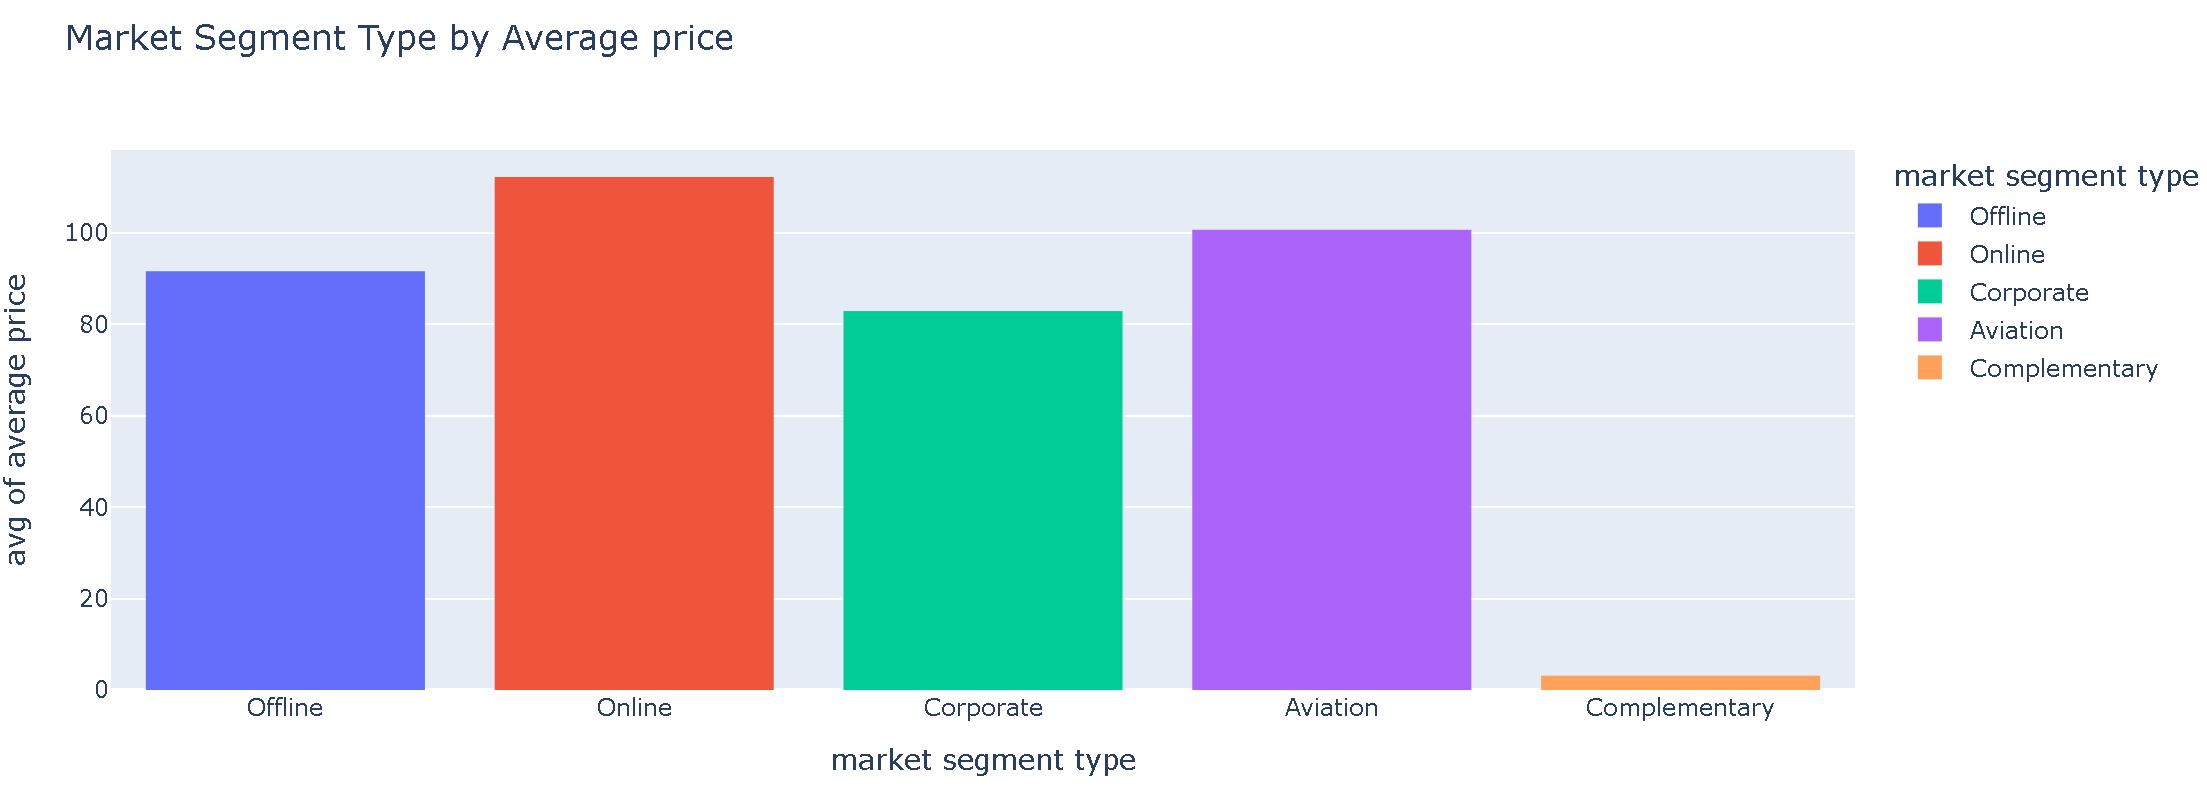 Market Segment Type by Average price
avg of average price
100
80
60
40
20
0
Offline
Online
Corporate
Aviation
Complementary
market segment type
market segment type
Offline
Online
Corporate
Aviation
Complementary